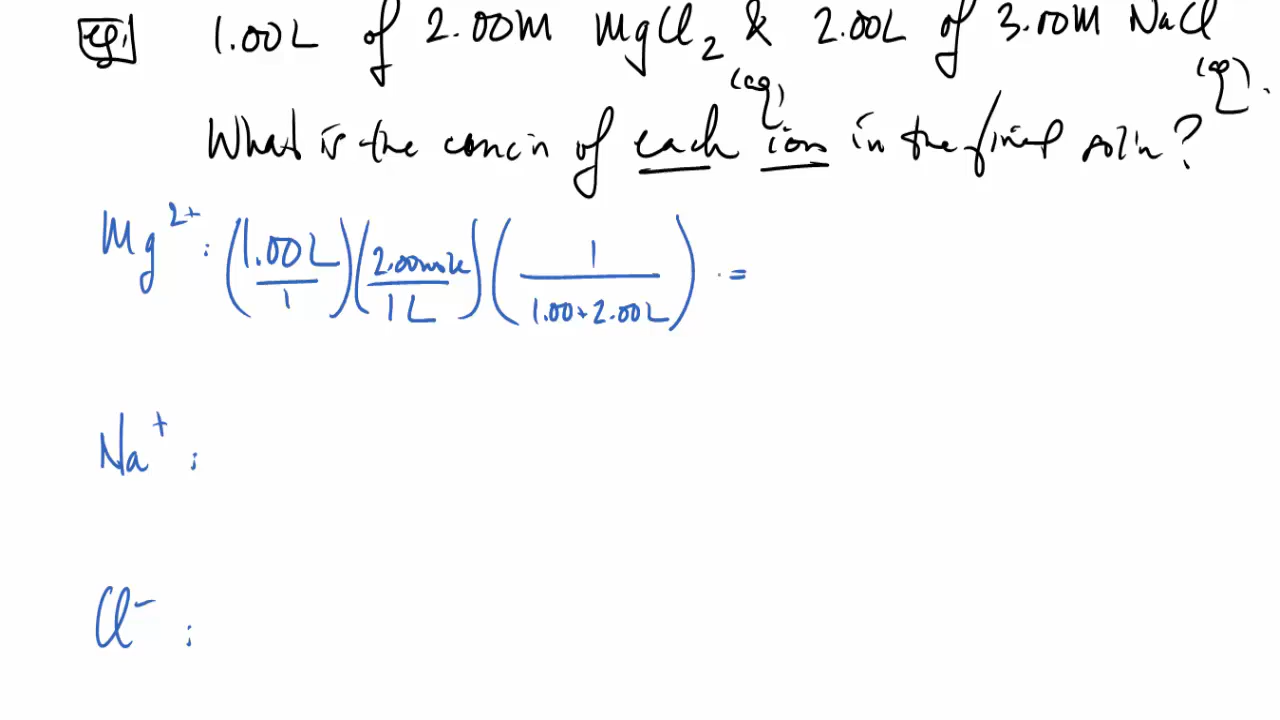 eg. 1.00L of 2.00M MgCl₂ (aq) & 2.00L of 3.00M NaCl (aq).
What is the conc'n of each ion in the final sol'n?
Mg²⁺: (1.00L/1)(2.00mole/1L)(1/1.00+2.00L) =
Na⁺:
Cl⁻: